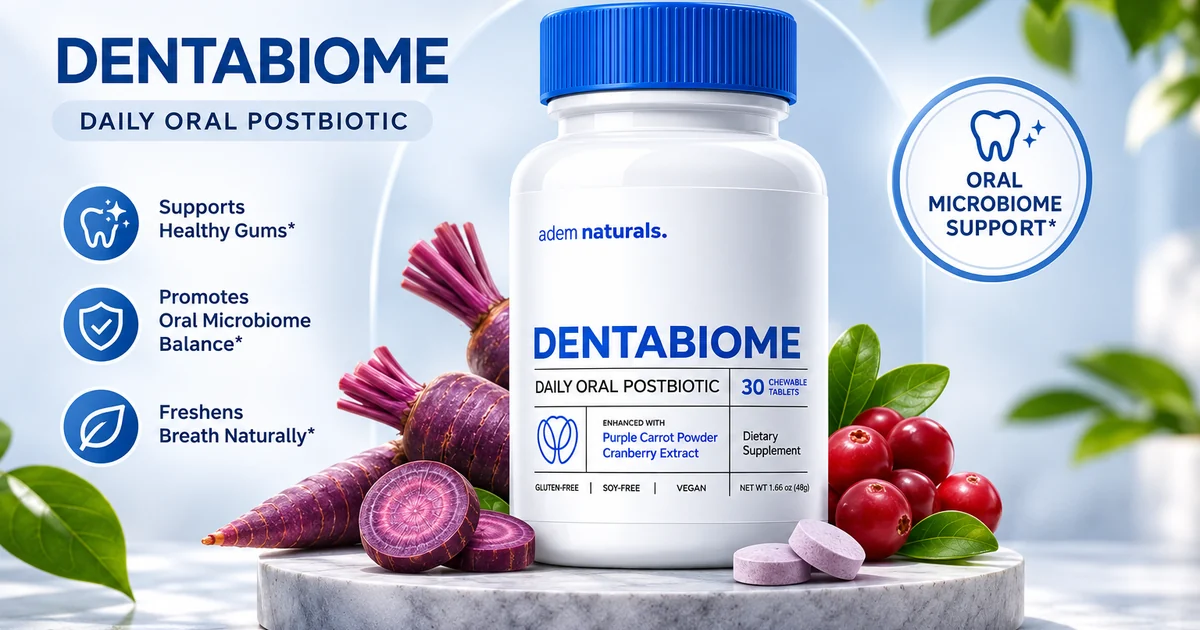 DENTABIOME
DAILY ORAL POSTBIOTIC
Supports
Healthy Gums*
Promotes
Oral Microbiome
Balance*
Freshens
Breath Naturally*
adem naturals.
DENTABIOME
DAILY ORAL POSTBIOTIC
30 CHEWABLE
TABLETS
ENHANCED WITH
Purple Carrot Powder
Cranberry Extract
Dietary
Supplement
GLUTEN-FREE | SOY-FREE | VEGAN
NET WT 1.66 oz (48g)
ORAL
MICROBIOME
SUPPORT*